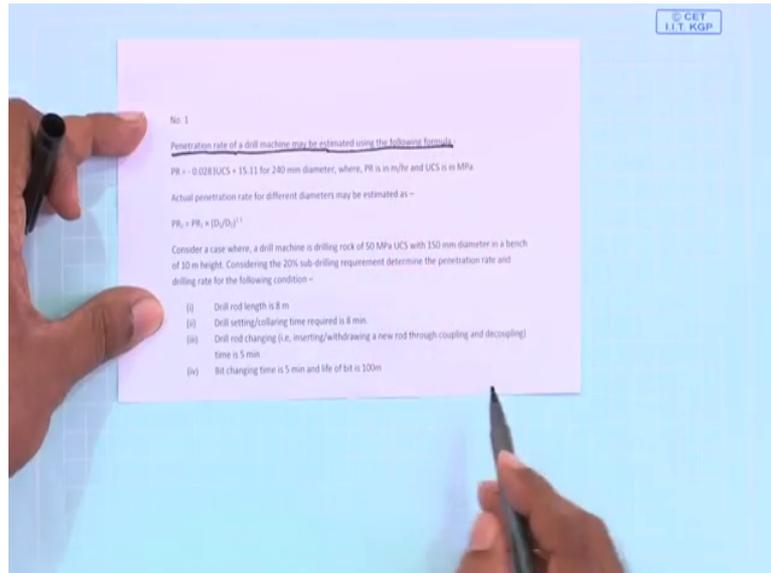 © CET
I.I.T. KGP
No. 1
Penetration rate of a drill machine may be estimated using the following formula -
PR = - 0.0283UCS + 15.11 for 240 mm diameter, where, PR is in m/hr and UCS is in MPa
Actual penetration rate for different diameters may be estimated as –
Consider a case where, a drill machine is drilling rock of 50 MPa UCS with 150 mm diameter in a bench
of 10 m height. Considering the 20% sub-drilling requirement determine the penetration rate and
drilling rate for the following condition –
(i) Drill rod length is 8 m
(ii) Drill setting/collaring time required is 8 min.
(iii) Drill rod changing (i.e, inserting/withdrawing a new rod through coupling and decoupling)
time is 5 min
(iv) Bit changing time is 5 min and life of bit is 100m